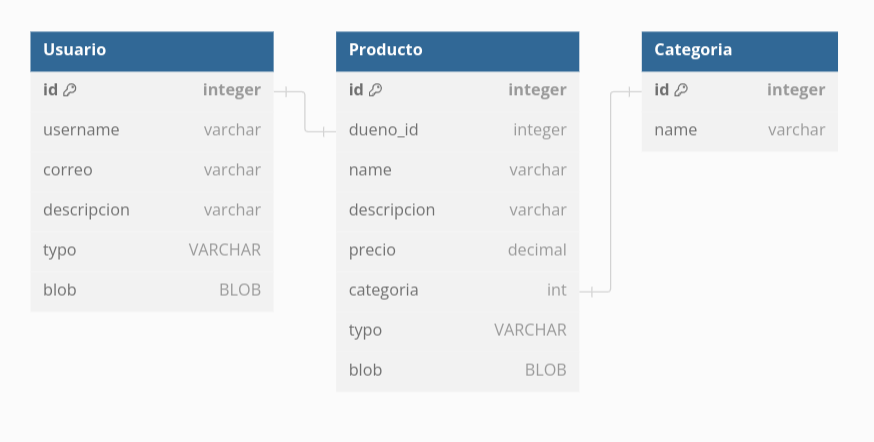 Usuario
id integer
username varchar
correo varchar
descripcion varchar
typo VARCHAR
blob BLOB
Producto
id integer
dueno_id integer
name varchar
descripcion varchar
precio decimal
categoria int
typo VARCHAR
blob BLOB
Categoria
id integer
name varchar